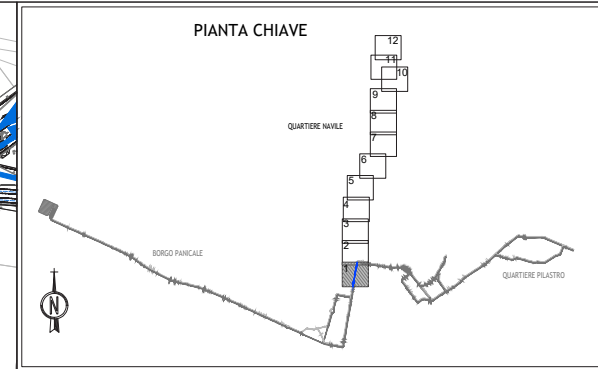 PIANTA CHIAVE
12
11
10
9
8
QUARTIERE NAVILE
7
6
5
4
3
2
BORGO PANICALE
1
QUARTIERE PILASTRO
N